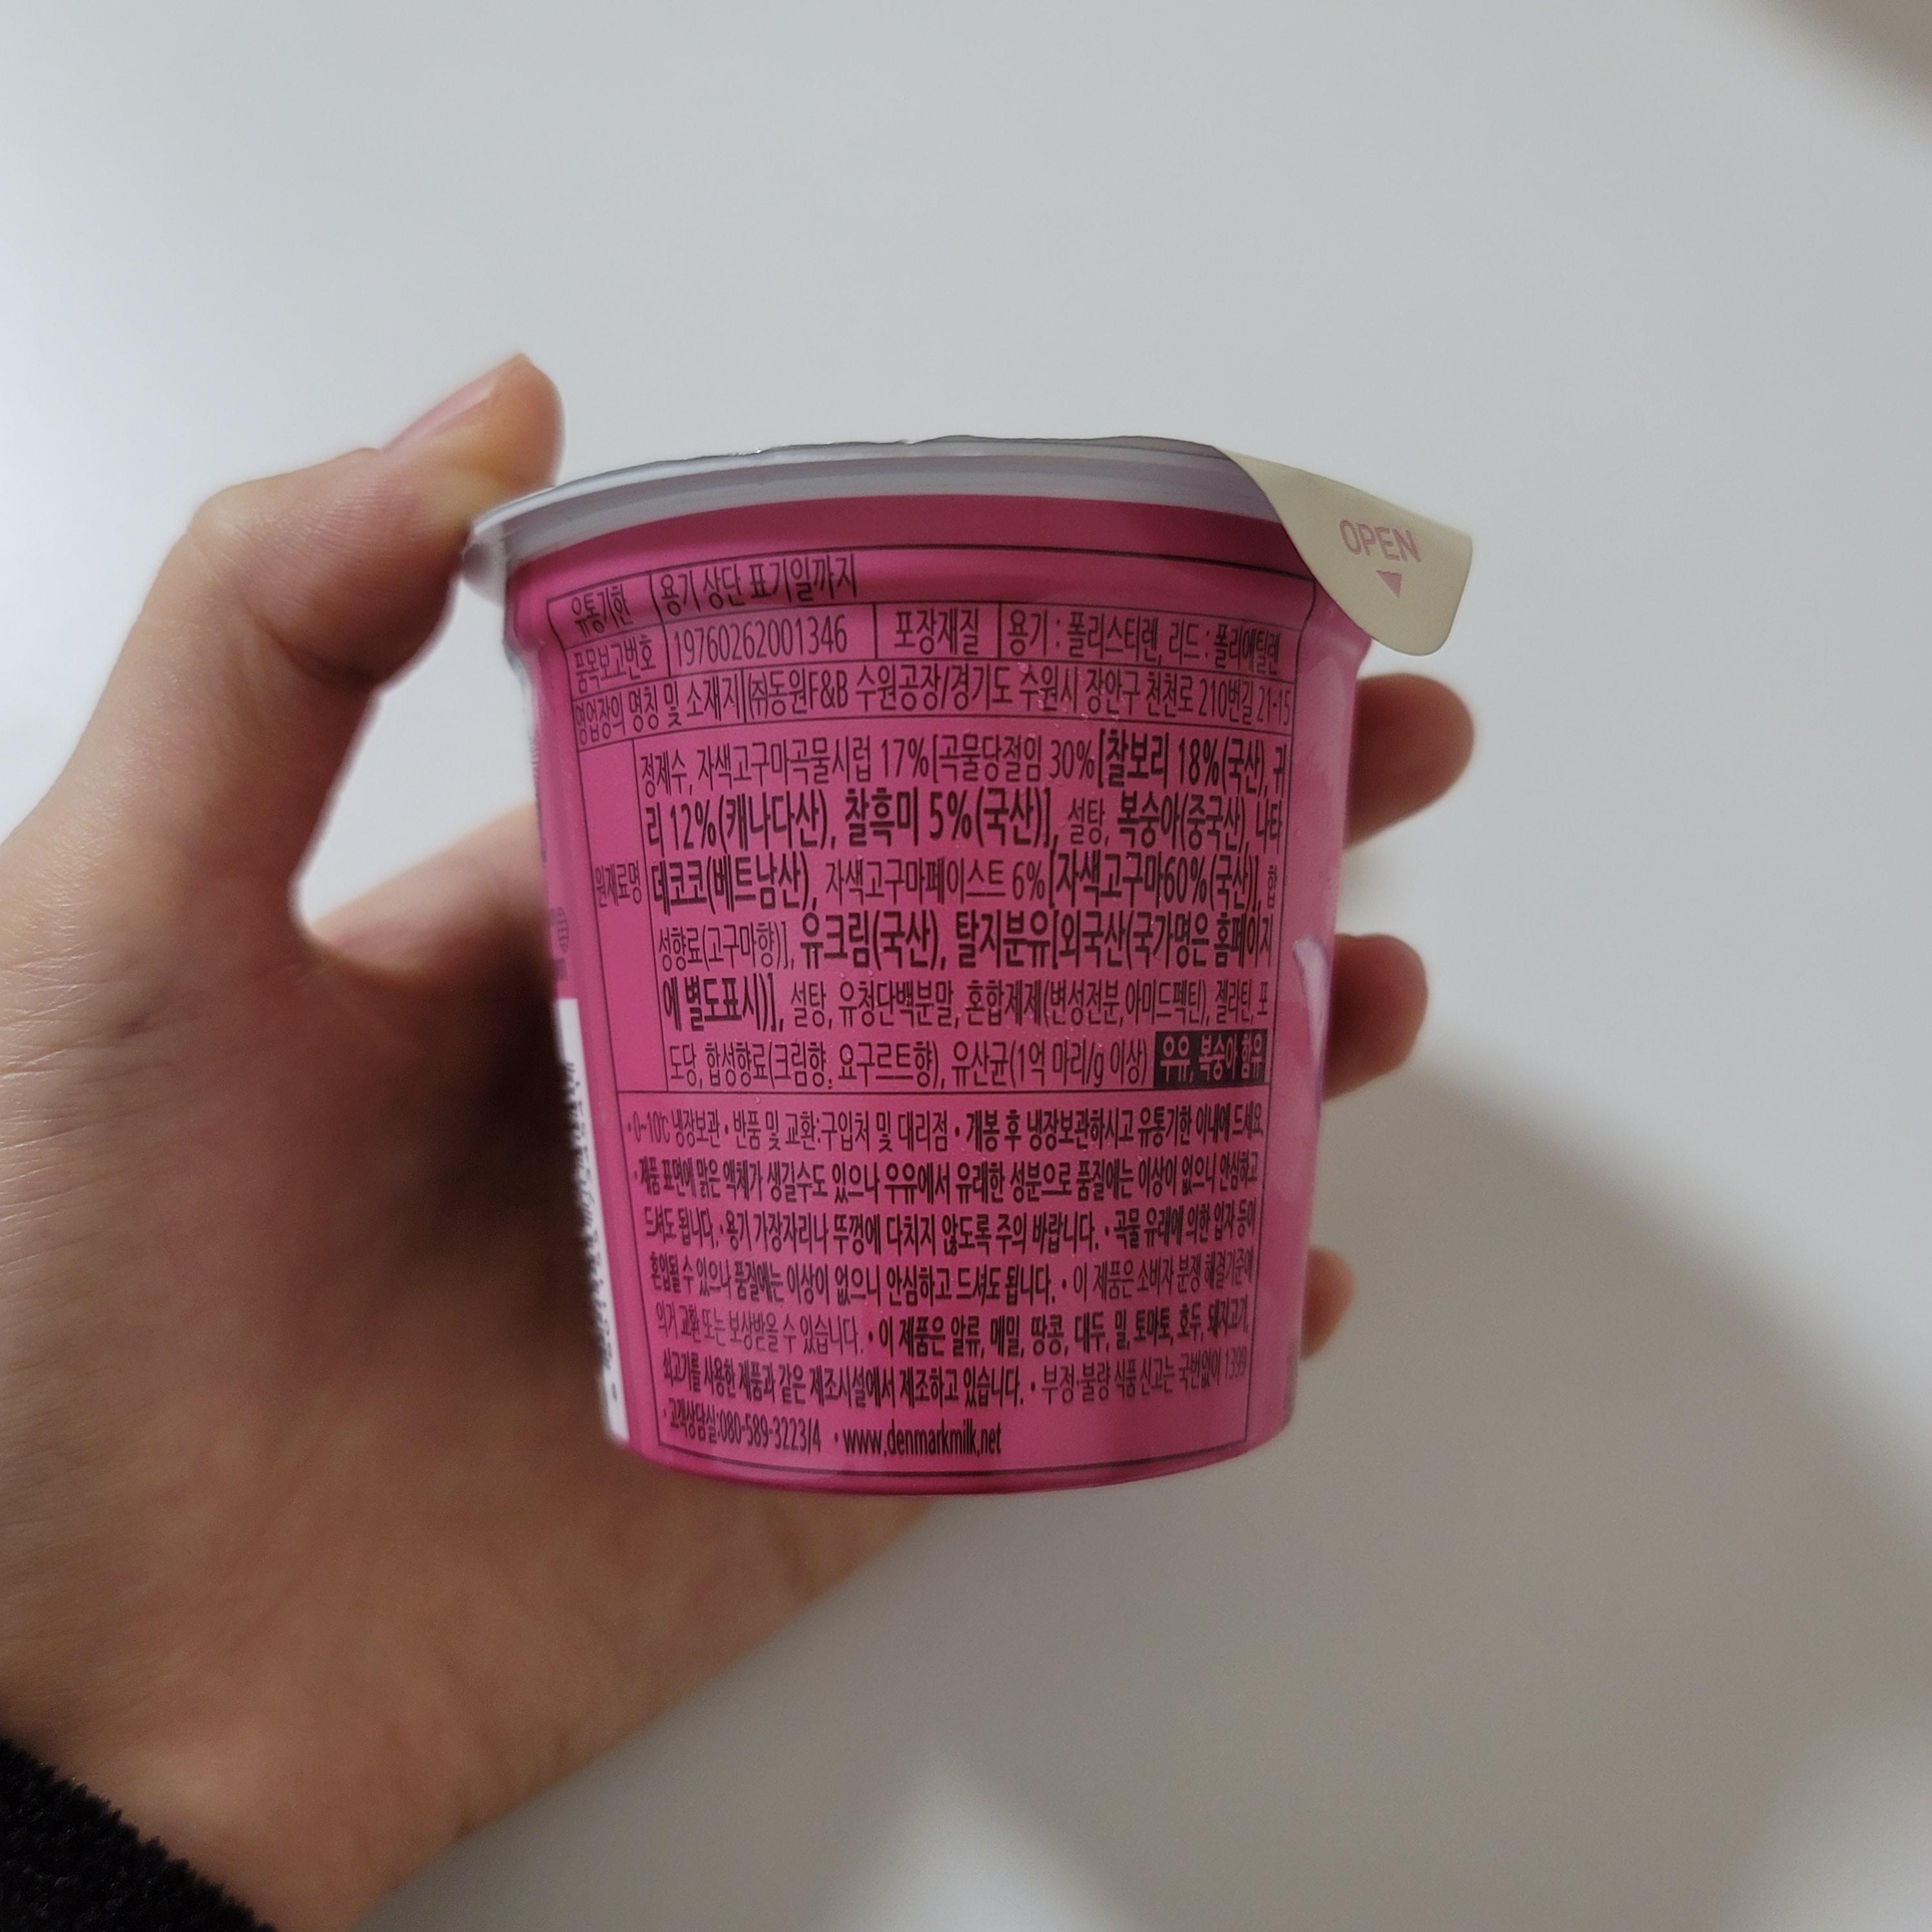 OPEN
유통기한 용기 상단 표기일까지
품목보고번호 19760262001346 포장재질 용기 : 폴리스티렌, 리드 : 폴리에틸렌
영업장의 명칭 및 소재지 (주)동원F&B 수원공장/경기도 수원시 장안구 천천로 210번길 21-15
원재료명
정제수, 자색고구마곡물시럽 17%[곡물당절임 30%[찰보리 18%(국산), 귀
리 12%(캐나다산), 찰흑미 5%(국산)], 설탕, 복숭아(중국산), 나타
데코코(베트남산), 자색고구마페이스트 6%[자색고구마60%(국산)], 합
성향료(고구마향)], 유크림(국산), 탈지분유[외국산(국가명은 홈페이지
에 별도표시)], 설탕, 유청단백분말, 혼합제제(변성전분,아미드펙틴), 젤라틴, 포
도당, 합성향료(크림향, 요구르트향), 유산균(1억 마리/g 이상) 우유, 복숭아 함유
•0~10℃ 냉장보관 • 반품 및 교환:구입처 및 대리점 • 개봉 후 냉장보관하시고 유통기한 이내에 드세요.
•제품 표면에 맑은 액체가 생길수도 있으나 우유에서 유래한 성분으로 품질에는 이상이 없으니 안심하고
드셔도 됩니다. •용기 가장자리나 뚜껑에 다치지 않도록 주의 바랍니다. • 곡물 유래에 의한 입자 등이
혼입될 수 있으나 품질에는 이상이 없으니 안심하고 드셔도 됩니다. • 이 제품은 소비자 분쟁 해결기준에
의거 교환 또는 보상받을 수 있습니다. • 이 제품은 알류, 메밀, 땅콩, 대두, 밀, 토마토, 호두, 돼지고기,
쇠고기를 사용한 제품과 같은 제조시설에서 제조하고 있습니다. • 부정·불량 식품 신고는 국번없이 1399
• 고객상담실:080-589-3223/4 • www.denmarkmilk.net